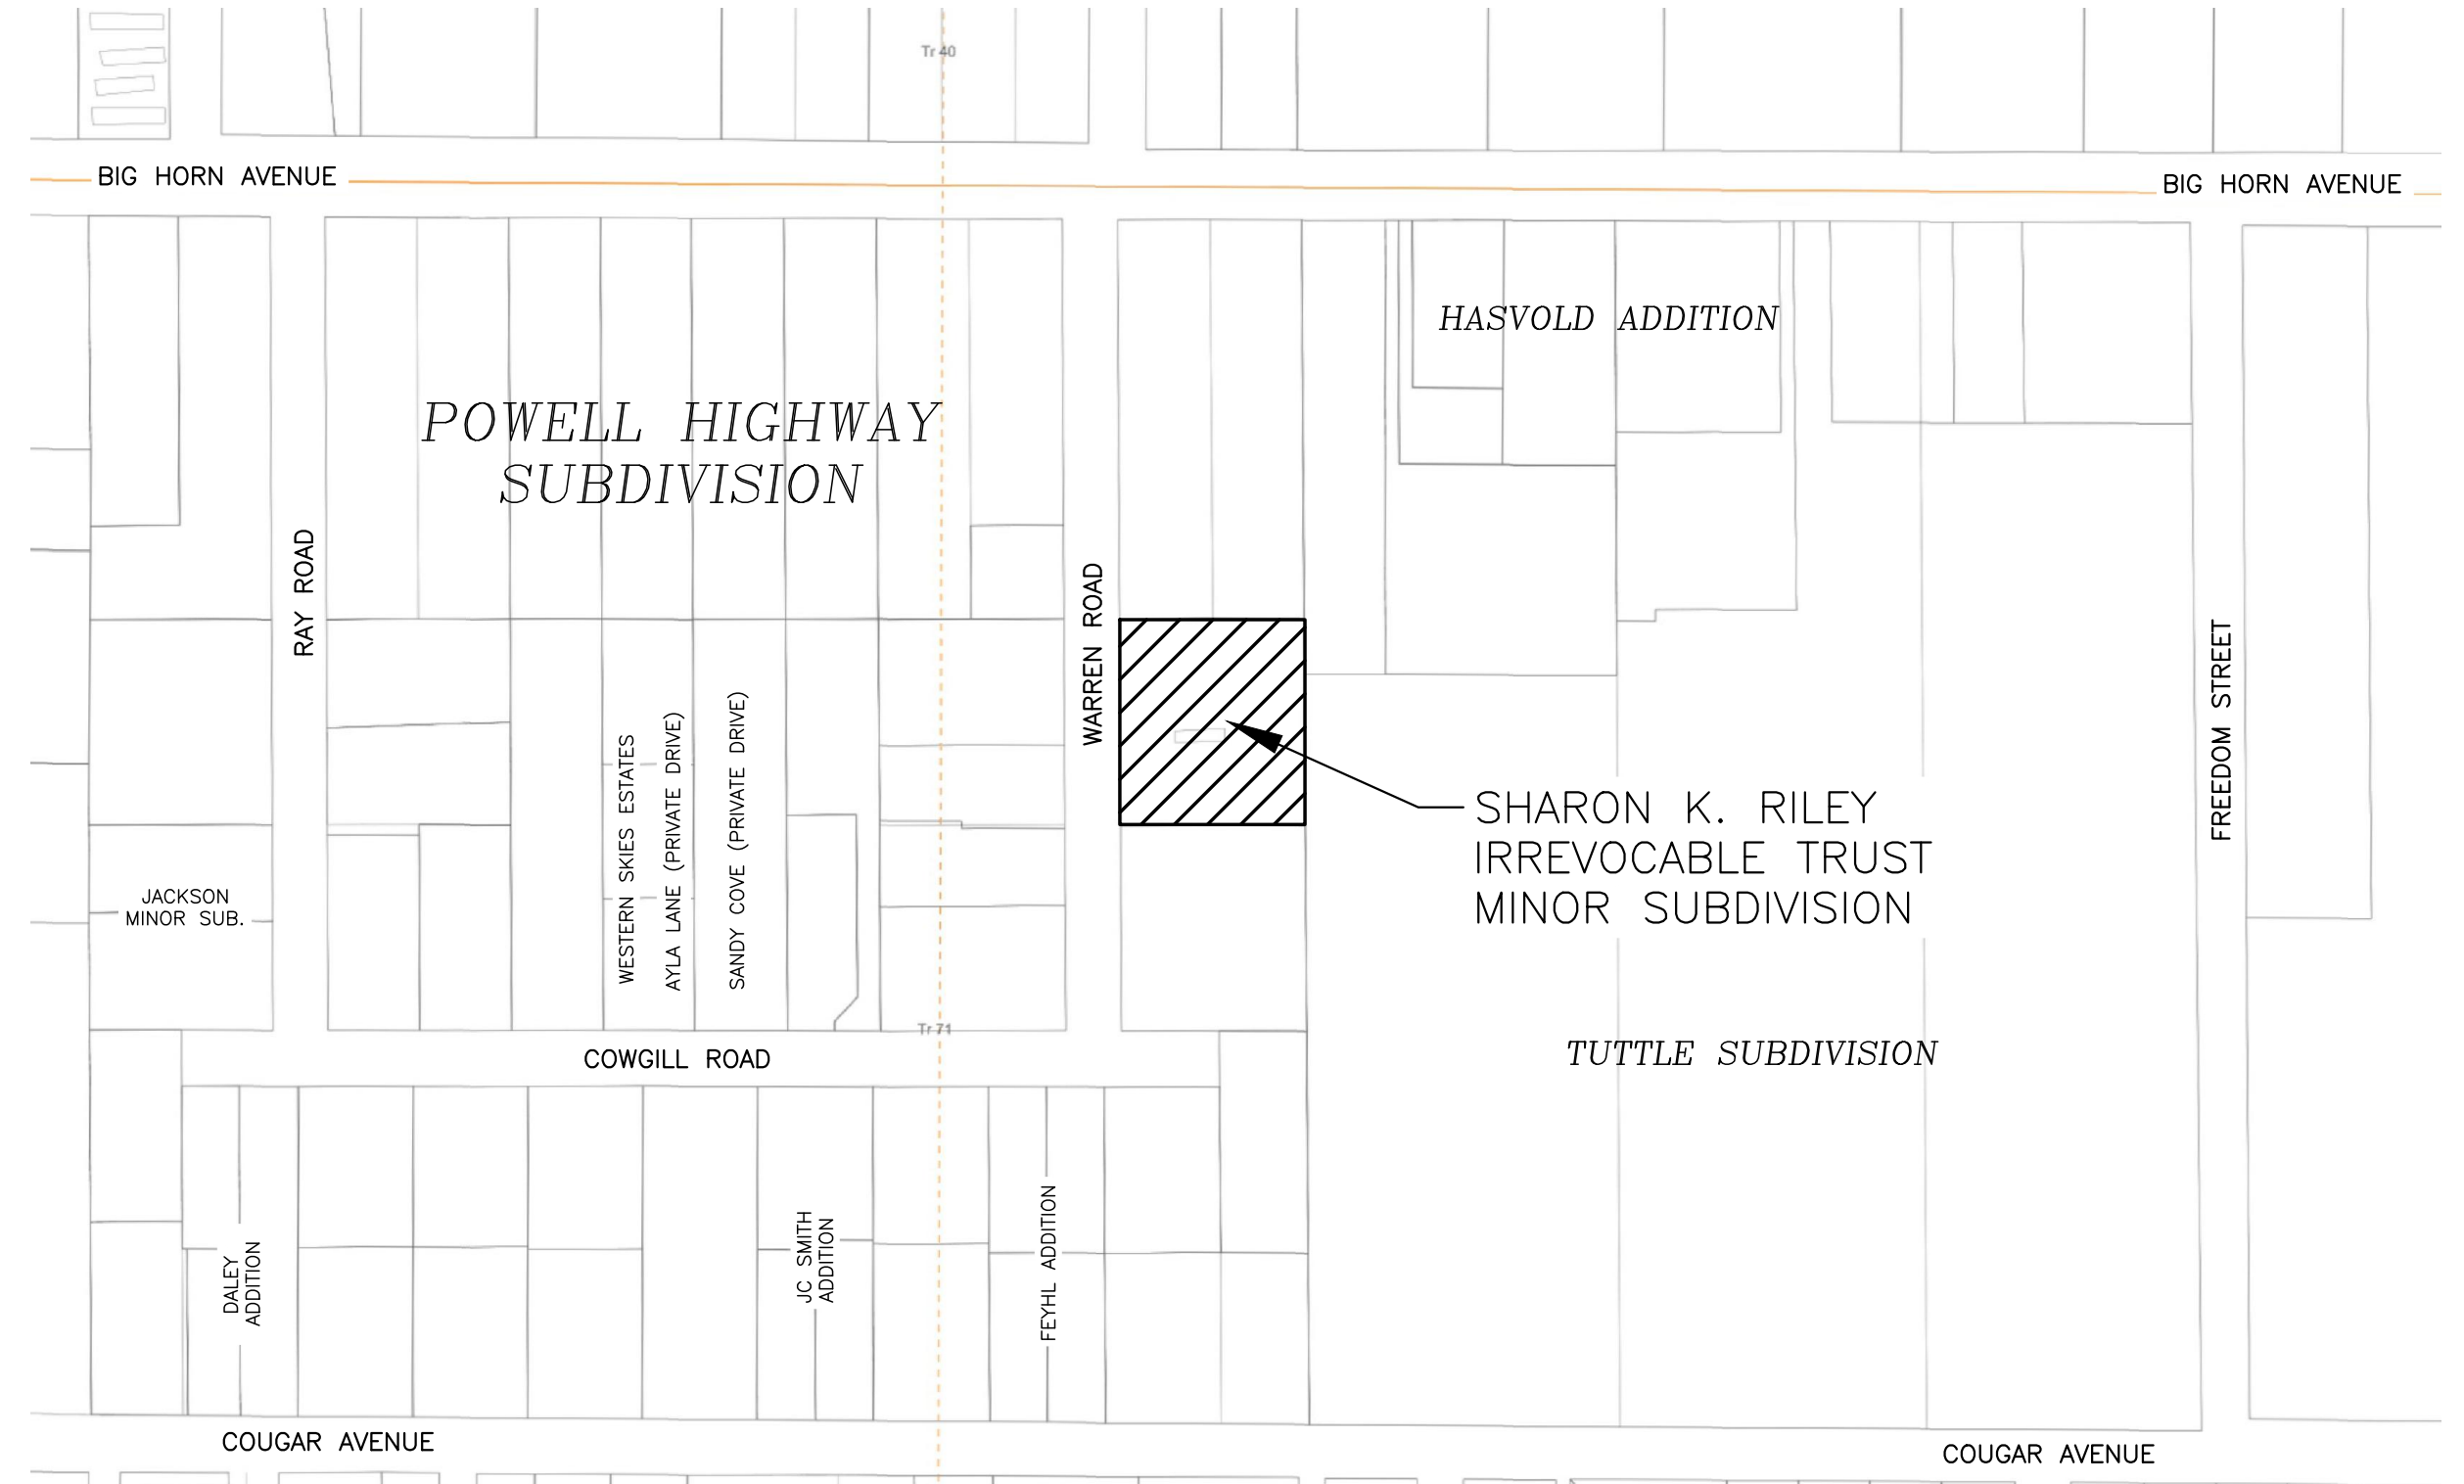 Tr 40
BIG HORN AVENUE
BIG HORN AVENUE
HASVOLD ADDITION
POWELL HIGHWAY
SUBDIVISION
RAY ROAD
WARREN ROAD
FREEDOM STREET
WESTERN SKIES ESTATES
AYLA LANE (PRIVATE DRIVE)
SANDY COVE (PRIVATE DRIVE)
SHARON K. RILEY
IRREVOCABLE TRUST
MINOR SUBDIVISION
JACKSON
MINOR SUB.
Tr 71
COWGILL ROAD
TUTTLE SUBDIVISION
DALEY
ADDITION
JC SMITH
ADDITION
FEYHL ADDITION
COUGAR AVENUE
COUGAR AVENUE